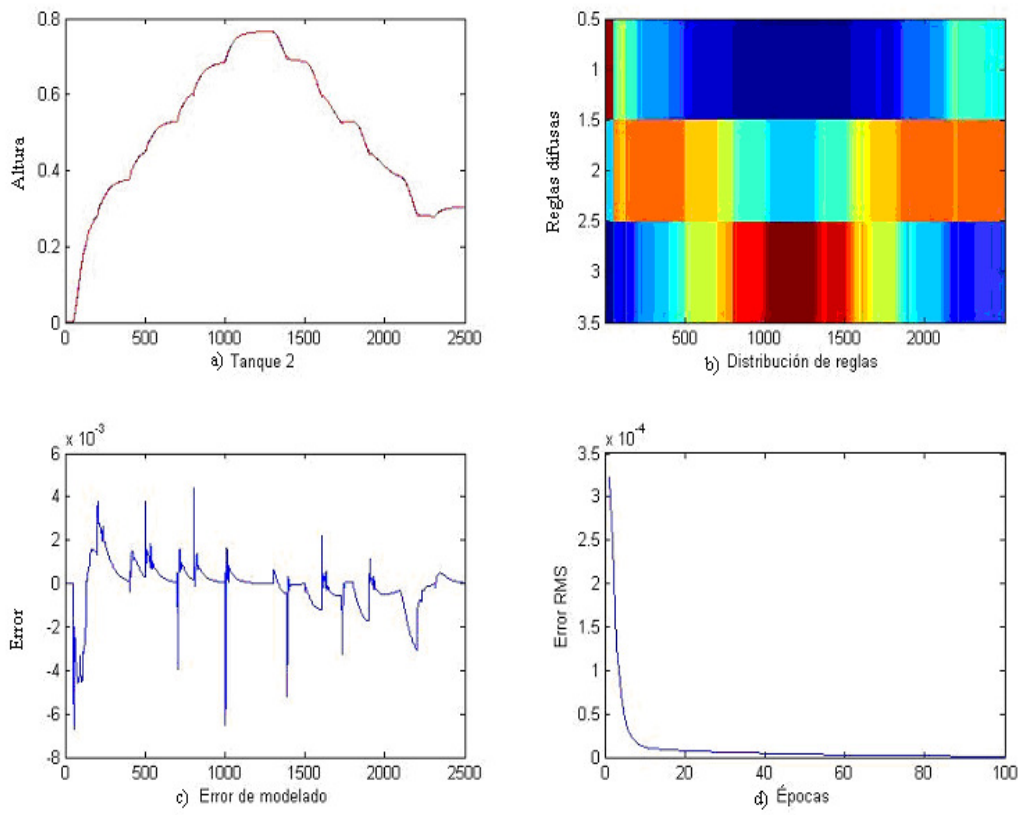 0.8
0.6
0.4
0.2
0
Altura
0 500 1000 1500 2000 2500
a) Tanque 2
0.5
1
1.5
2
2.5
3
3.5
Reglas difusas
500 1000 1500 2000
b) Distribución de reglas
x 10-3
6
4
2
0
-2
-4
-6
-8
Error
0 500 1000 1500 2000 2500
c) Error de modelado
x 10-4
3.5
3
2.5
2
1.5
1
0.5
0
Error RMS
0 20 40 60 80 100
d) Épocas